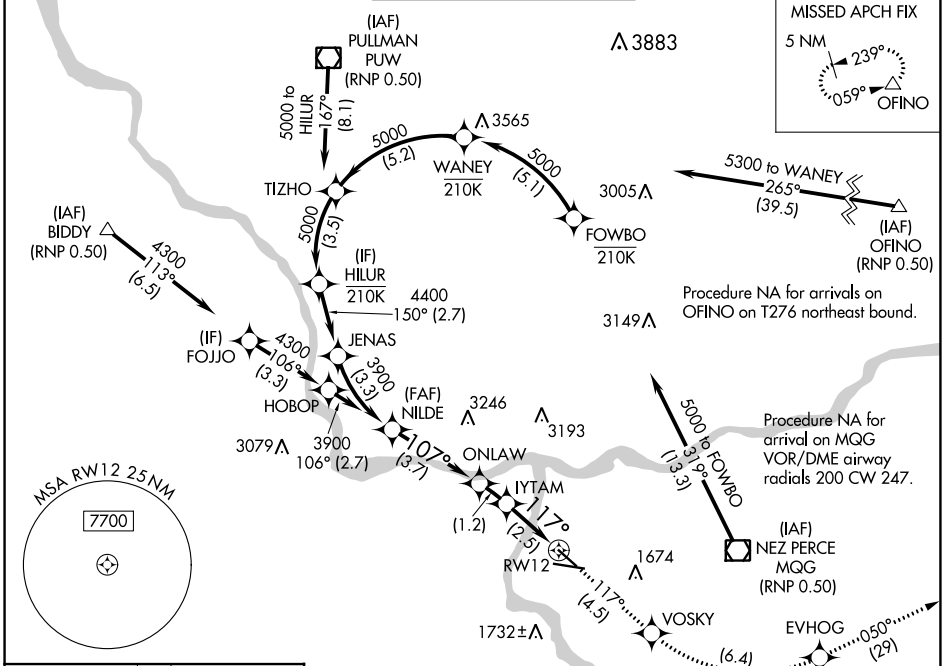 (IAF)
PULLMAN
PUW
(RNP 0.50)
5000 to
HILUR
167°
(8.1)
3883
MISSED APCH FIX
5 NM
239°
059°
OFINO
5000
(5.2)
3565
WANEY
210K
5000
(5.1)
3005
FOWBO
210K
5300 to WANEY
265°
(39.5)
(IAF)
OFINO
(RNP 0.50)
TIZHO
5000
(3.5)
(IAF)
BIDDY
(RNP 0.50)
4300
113°
(6.5)
(IF)
HILUR
210K
4400
150° (2.7)
Procedure NA for arrivals on
OFINO on T276 northeast bound.
3149
(IF)
FOJJO
4300
106°
(3.3)
JENAS
3900
(3.3)
HOBOP
3900
106° (2.7)
(FAF)
NILDE
3246
3193
3079
107°
(3.7)
ONLAW
IYTAM
(1.2)
117°
(2.5)
RW12
5000 to FOWBO
319°
(13.3)
Procedure NA for
arrival on MQG
VOR/DME airway
radials 200 CW 247.
(IAF)
NEZ PERCE
MQG
(RNP 0.50)
MSA RW12 25 NM
7700
1674
117°
(4.5)
1732±
VOSKY
(6.4)
EVHOG
050°
(29)